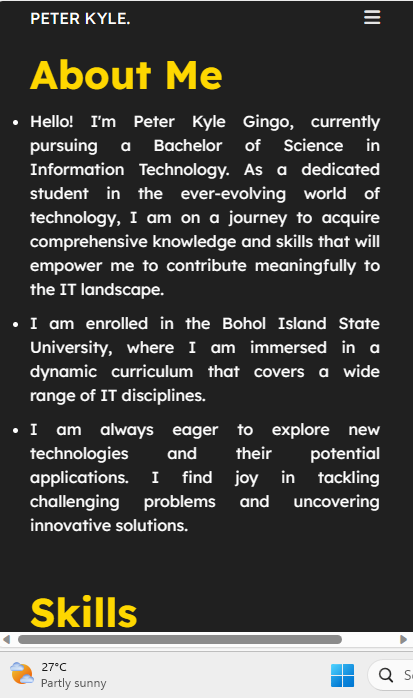 PETER KYLE.
About Me
Hello! I'm Peter Kyle Gingo, currently
pursuing a Bachelor of Science in
Information Technology. As a dedicated
student in the ever-evolving world of
technology, I am on a journey to acquire
comprehensive knowledge and skills that will
empower me to contribute meaningfully to
the IT landscape.
I am enrolled in the Bohol Island State
University, where I am immersed in a
dynamic curriculum that covers a wide
range of IT disciplines.
I am always eager to explore new
technologies and their potential
applications. I find joy in tackling
challenging problems and uncovering
innovative solutions.
Skills
27°C
Partly sunny